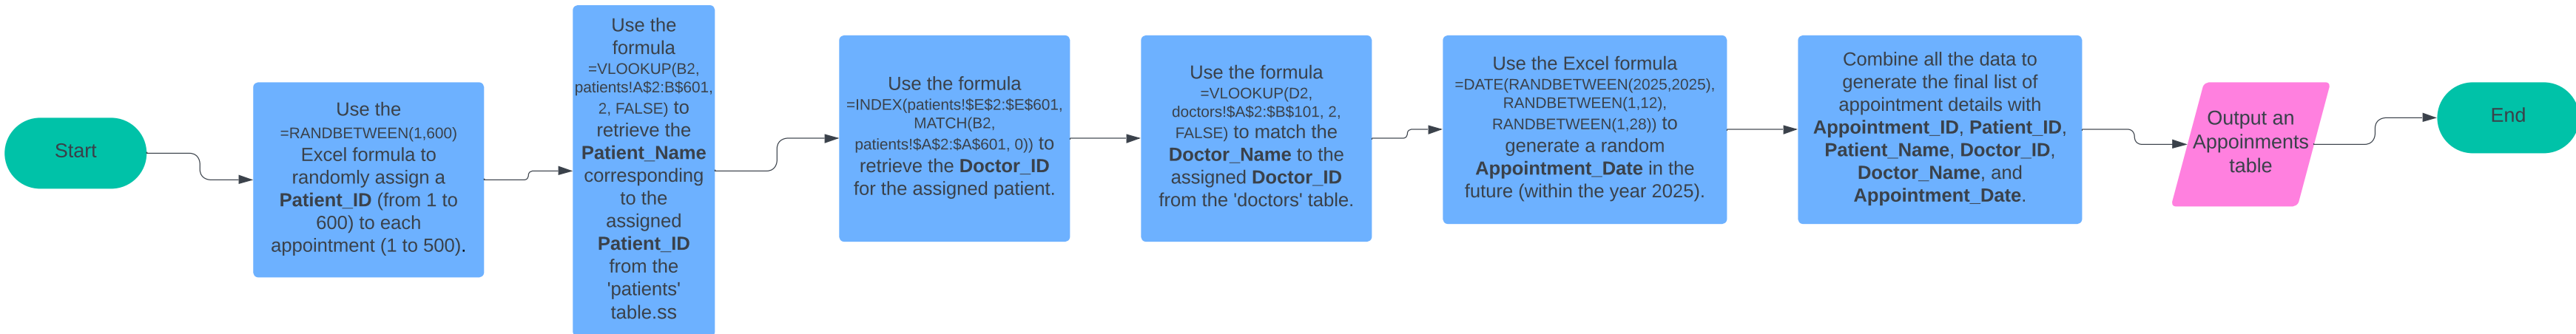 Start
Use the
=RANDBETWEEN(1,600)
Excel formula to
randomly assign a
Patient_ID (from 1 to
600) to each
appointment (1 to 500).
Use the
formula
=VLOOKUP(B2,
patients!A$2:B$601,
2, FALSE) to
retrieve the
Patient_Name
corresponding
to the
assigned
Patient_ID
from the
'patients'
table.ss
Use the formula
=INDEX(patients!$E$2:$E$601,
MATCH(B2,
patients!$A$2:$A$601, 0)) to
retrieve the Doctor_ID
for the assigned patient.
Use the formula
=VLOOKUP(D2,
doctors!$A$2:$B$101, 2,
FALSE) to match the
Doctor_Name to the
assigned Doctor_ID
from the 'doctors' table.
Use the Excel formula
=DATE(RANDBETWEEN(2025,2025),
RANDBETWEEN(1,12),
RANDBETWEEN(1,28)) to
generate a random
Appointment_Date in the
future (within the year 2025).
Combine all the data to
generate the final list of
appointment details with
Appointment_ID, Patient_ID,
Patient_Name, Doctor_ID,
Doctor_Name, and
Appointment_Date.
Output an
Appoinments
table
End